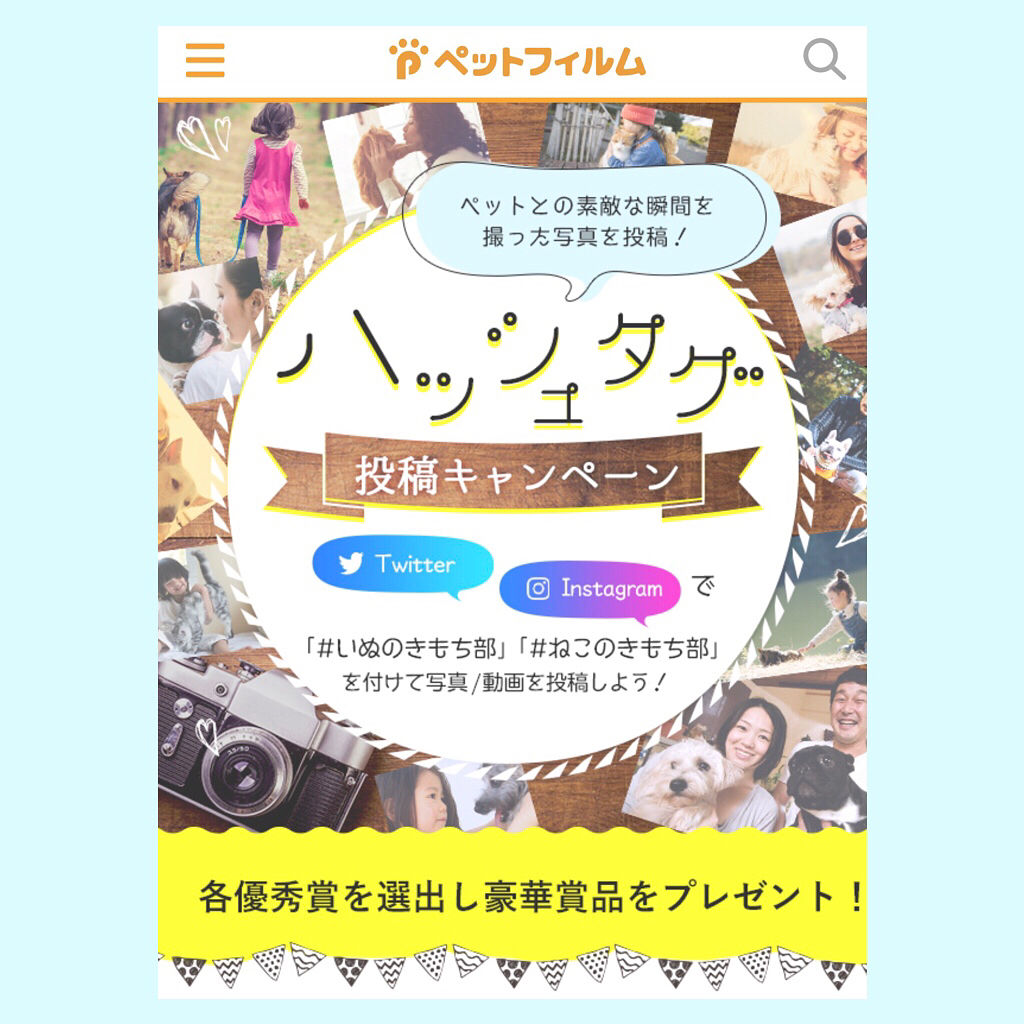 ペットフィルム
ペットとの素敵な瞬間を
撮った写真を投稿！
ハッシュタグ
投稿キャンペーン
Twitter
Instagram で
「#いぬのきもち部」「#ねこのきもち部」
を付けて写真/動画を投稿しよう！
各優秀賞を選出し豪華賞品をプレゼント！